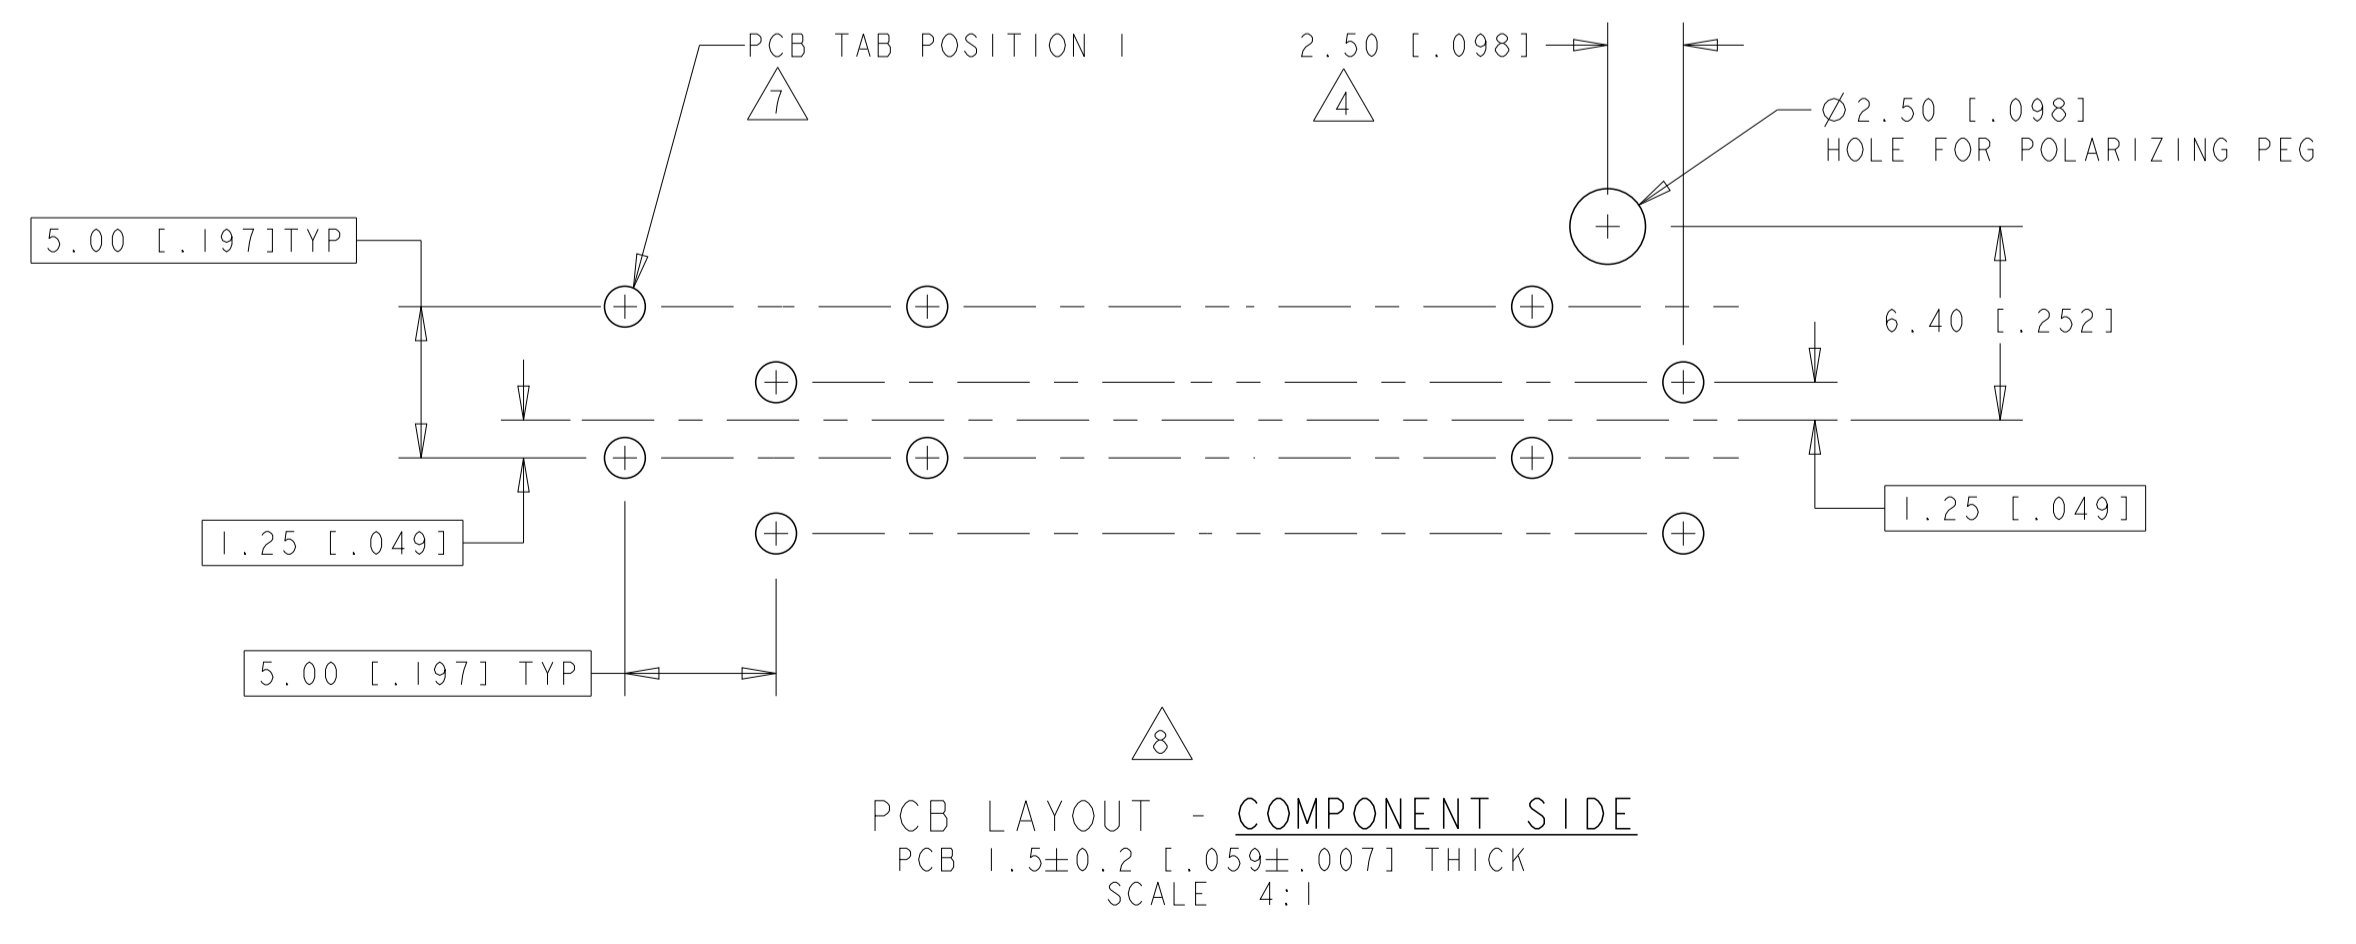 PCB TAB POSITION 1
7
2.50 [.098]
4
Ø2.50 [.098]
HOLE FOR POLARIZING PEG
5.00 [.197]TYP
6.40 [.252]
1.25 [.049]
1.25 [.049]
5.00 [.197] TYP
8
PCB LAYOUT - COMPONENT SIDE
PCB 1.5±0.2 [.059±.007] THICK
SCALE 4:1